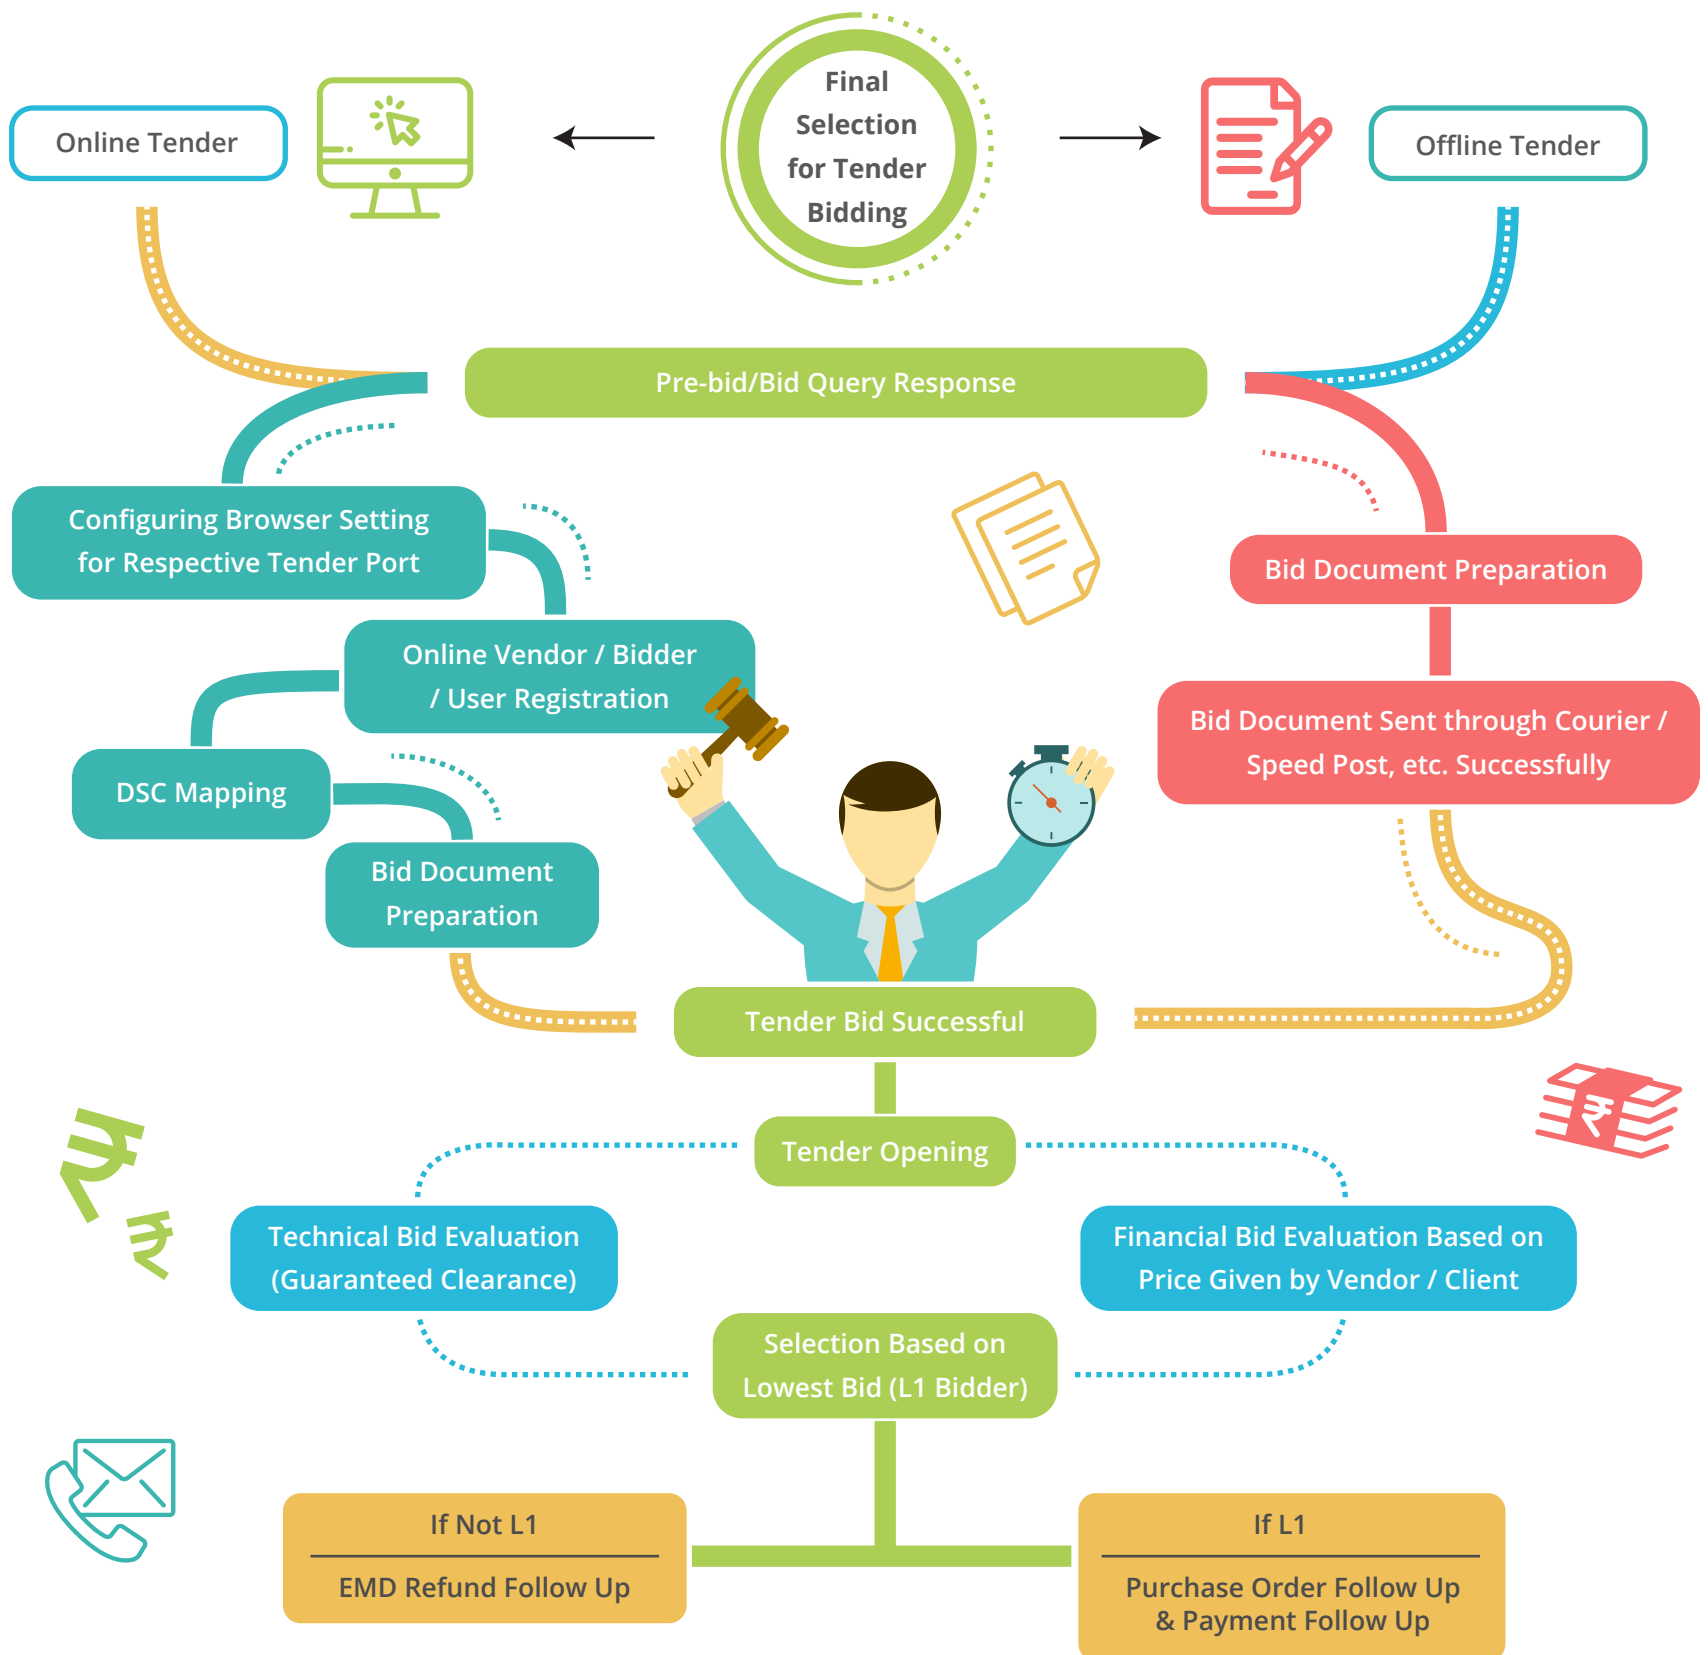 Final
Selection
for Tender
Bidding
Online Tender
Offline Tender
Pre-bid/Bid Query Response
Configuring Browser Setting
for Respective Tender Port
Online Vendor / Bidder
/ User Registration
DSC Mapping
Bid Document
Preparation
Bid Document Preparation
Bid Document Sent through Courier /
Speed Post, etc. Successfully
Tender Bid Successful
Tender Opening
Technical Bid Evaluation
(Guaranteed Clearance)
Financial Bid Evaluation Based on
Price Given by Vendor / Client
Selection Based on
Lowest Bid (L1 Bidder)
If Not L1
EMD Refund Follow Up
If L1
Purchase Order Follow Up
& Payment Follow Up
₹
₹
₹